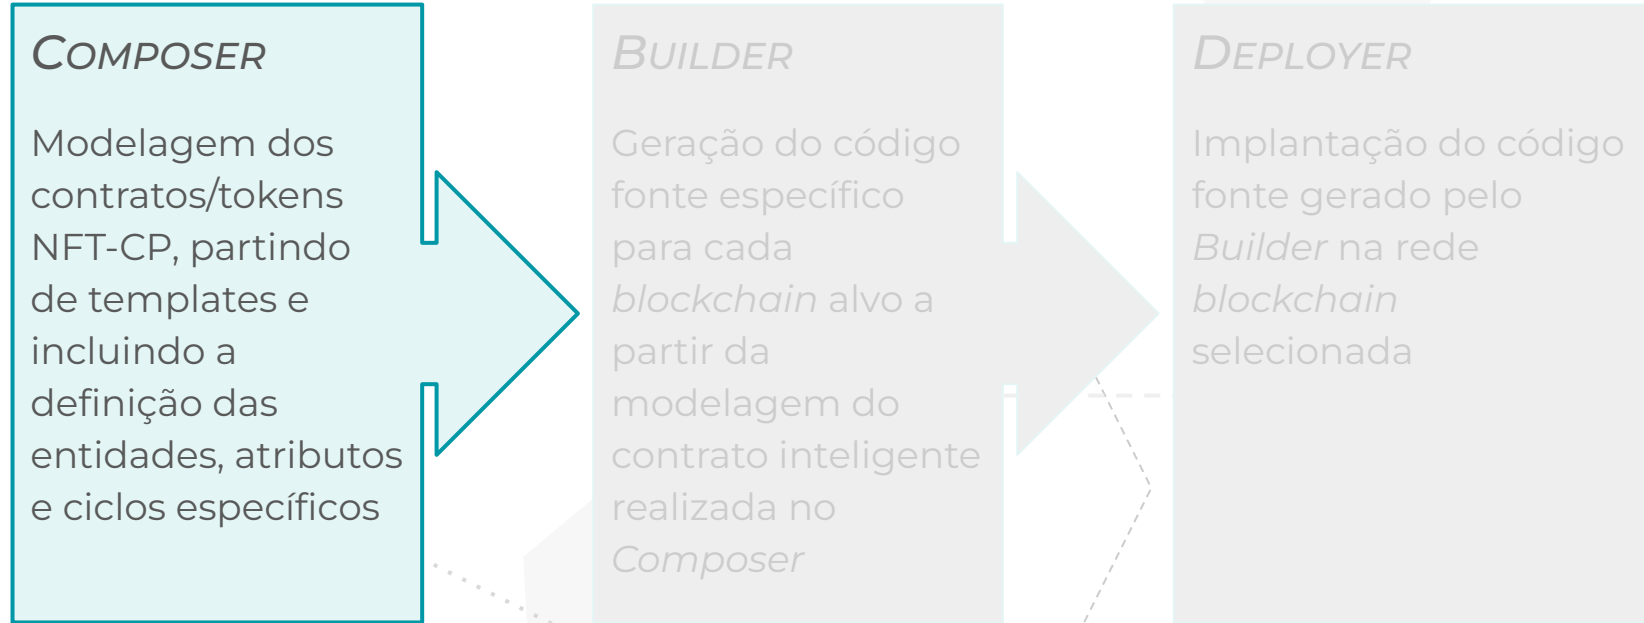 COMPOSER
Modelagem dos
contratos/tokens
NFT-CP, partindo
de templates e
incluindo a
definição das
entidades, atributos
e ciclos específicos
BUILDER
Geração do código
fonte específico
para cada
blockchain alvo a
partir da
modelagem do
contrato inteligente
realizada no
Composer
DEPLOYER
Implantação do código
fonte gerado pelo
Builder na rede
blockchain
selecionada